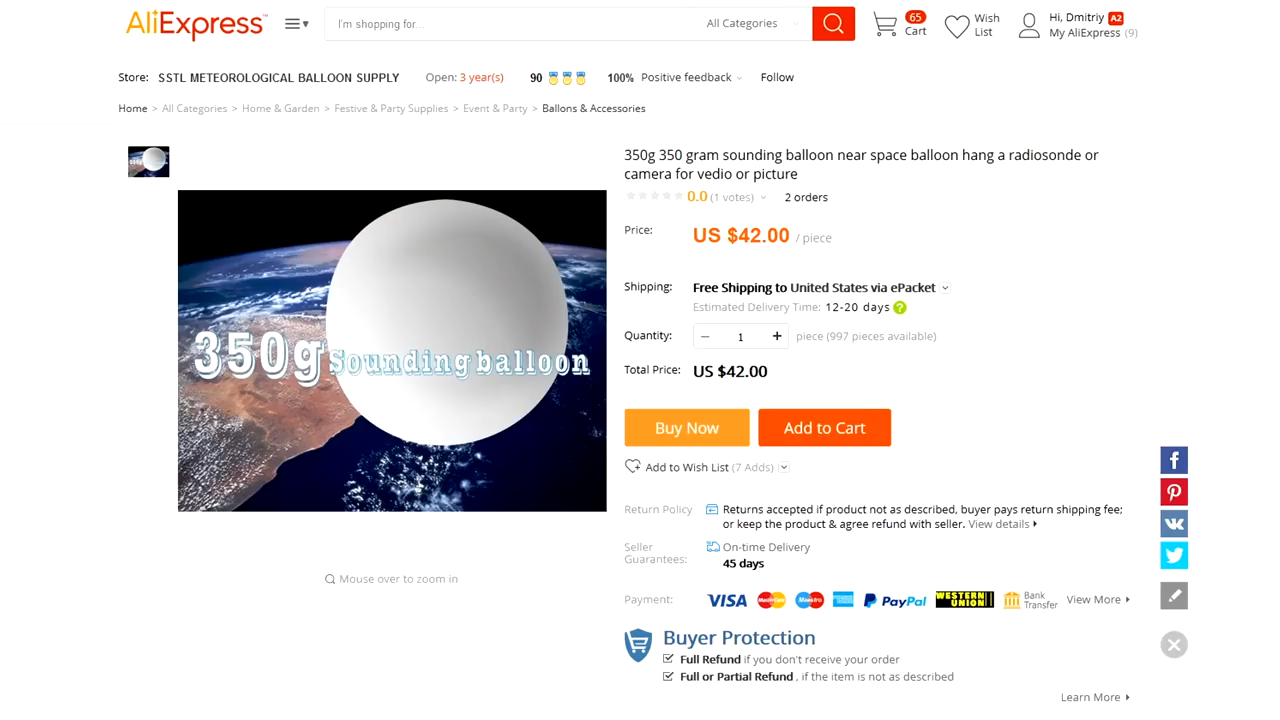 AliExpress™
I'm shopping for...
All Categories
65
Cart
Wish
List
Hi, Dmitriy A2
My AliExpress (9)
Store: SSTL METEOROLOGICAL BALLOON SUPPLY Open: 3 year(s) 90 100% Positive feedback Follow
Home > All Categories > Home & Garden > Festive & Party Supplies > Event & Party > Ballons & Accessories
350g 350 gram sounding balloon near space balloon hang a radiosonde or
camera for vedio or picture
0.0 (1 votes) 2 orders
Price: US $42.00 / piece
Shipping: Free Shipping to United States via ePacket
Estimated Delivery Time: 12-20 days ?
Quantity: – 1 + piece (997 pieces available)
350g Sounding balloon
Total Price: US $42.00
Buy Now Add to Cart
Add to Wish List (7 Adds)
Return Policy Returns accepted if product not as described, buyer pays return shipping fee;
or keep the product & agree refund with seller. View details
Seller
Guarantees:
On-time Delivery
45 days
Mouse over to zoom in
Payment: VISA MasterCard Maestro PayPal WESTERN UNION Bank Transfer View More
Buyer Protection
Full Refund if you don't receive your order
Full or Partial Refund , if the item is not as described
Learn More